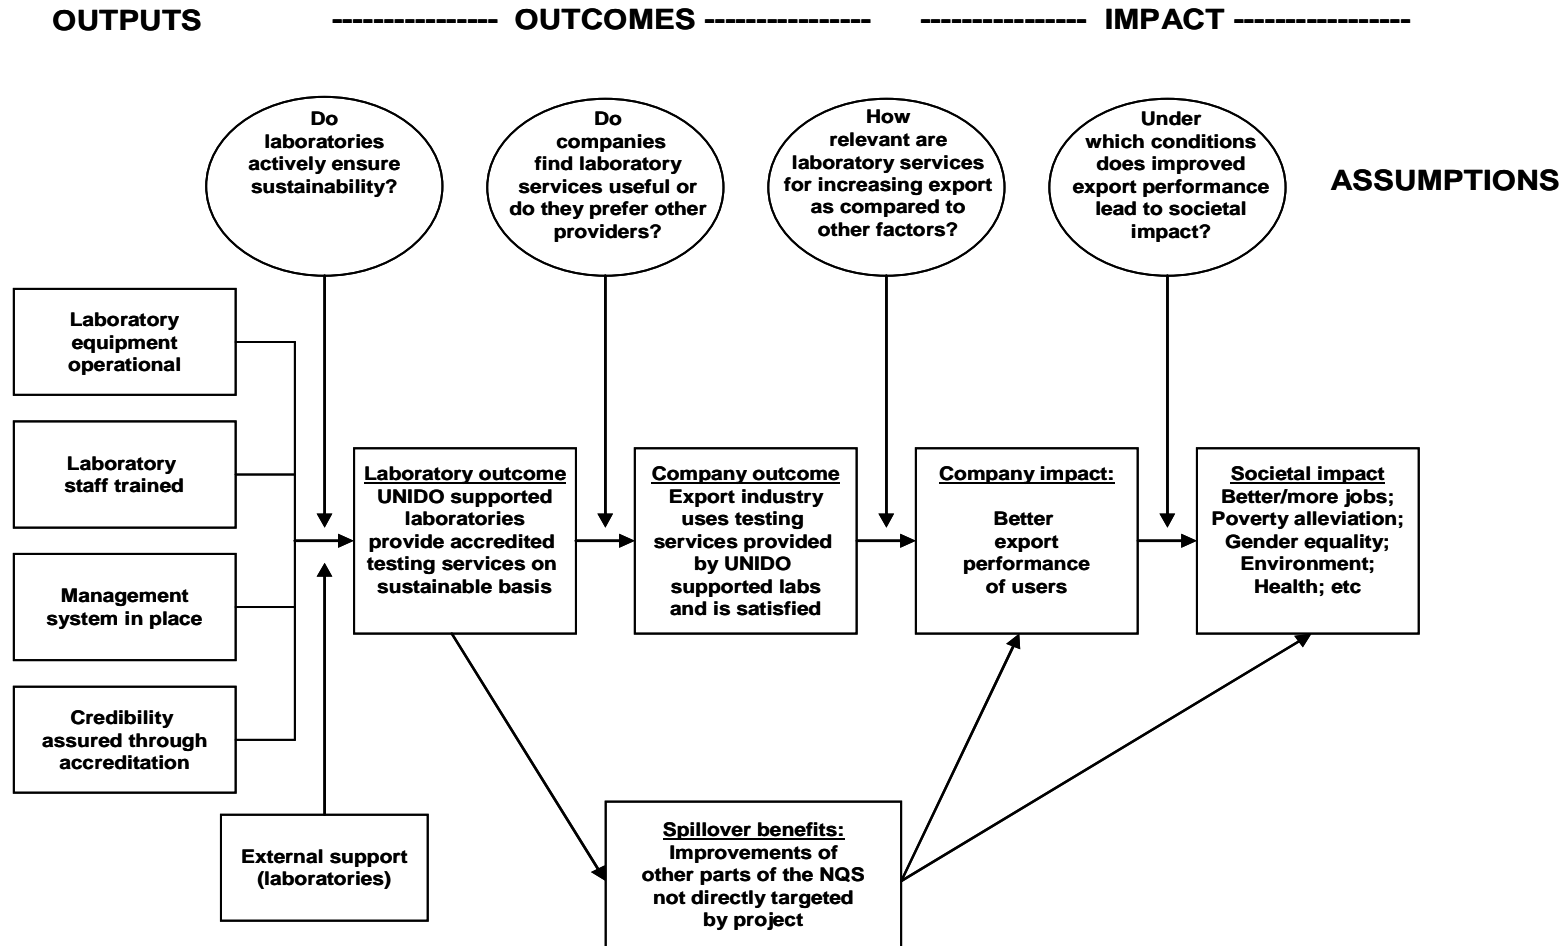 OUTPUTS ---------------- OUTCOMES ---------------- ---------------- IMPACT -----------------
Do
laboratories
actively ensure
sustainability?
Do
companies
find laboratory
services useful or
do they prefer other
providers?
How
relevant are
laboratory services
for increasing export
as compared to
other factors?
Under
which conditions
does improved
export performance
lead to societal
impact?
ASSUMPTIONS
Laboratory
equipment
operational
Laboratory
staff trained
Management
system in place
Credibility
assured through
accreditation
External support
(laboratories)
Laboratory outcome
UNIDO supported
laboratories
provide accredited
testing services on
sustainable basis
Company outcome
Export industry
uses testing
services provided
by UNIDO
supported labs
and is satisfied
Company impact:
Better
export
performance
of users
Societal impact
Better/more jobs;
Poverty alleviation;
Gender equality;
Environment;
Health; etc
Spillover benefits:
Improvements of
other parts of the NQS
not directly targeted
by project